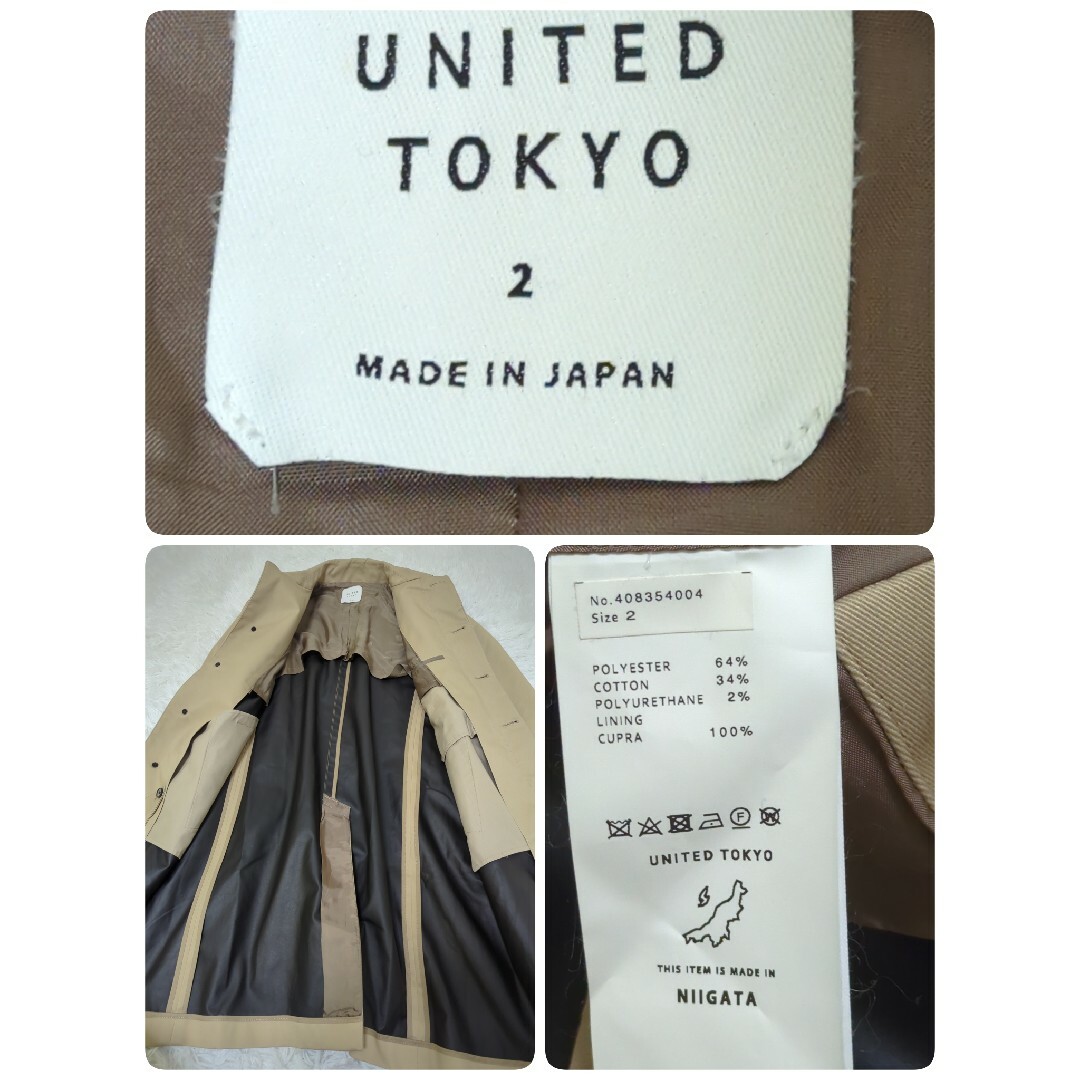 UNITED
TOKYO
2
MADE IN JAPAN
No.408354004
Size 2
POLYESTER 64%
COTTON 34%
POLYURETHANE 2%
LINING
CUPRA 100%
F
W
UNITED TOKYO
THIS ITEM IS MADE IN
NIIGATA